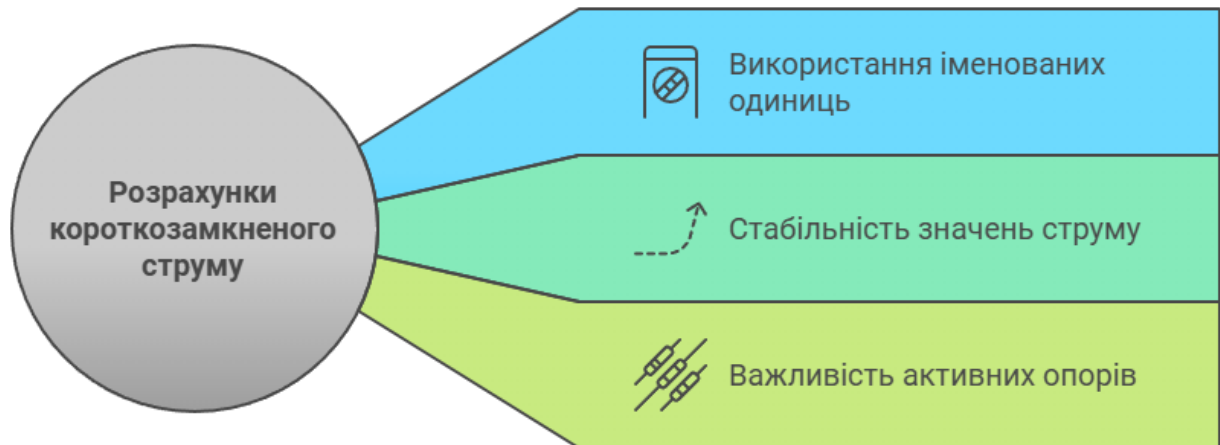 Розрахунки
короткозамкненого
струму
Використання іменованих
одиниць
Стабільність значень струму
Важливість активних опорів